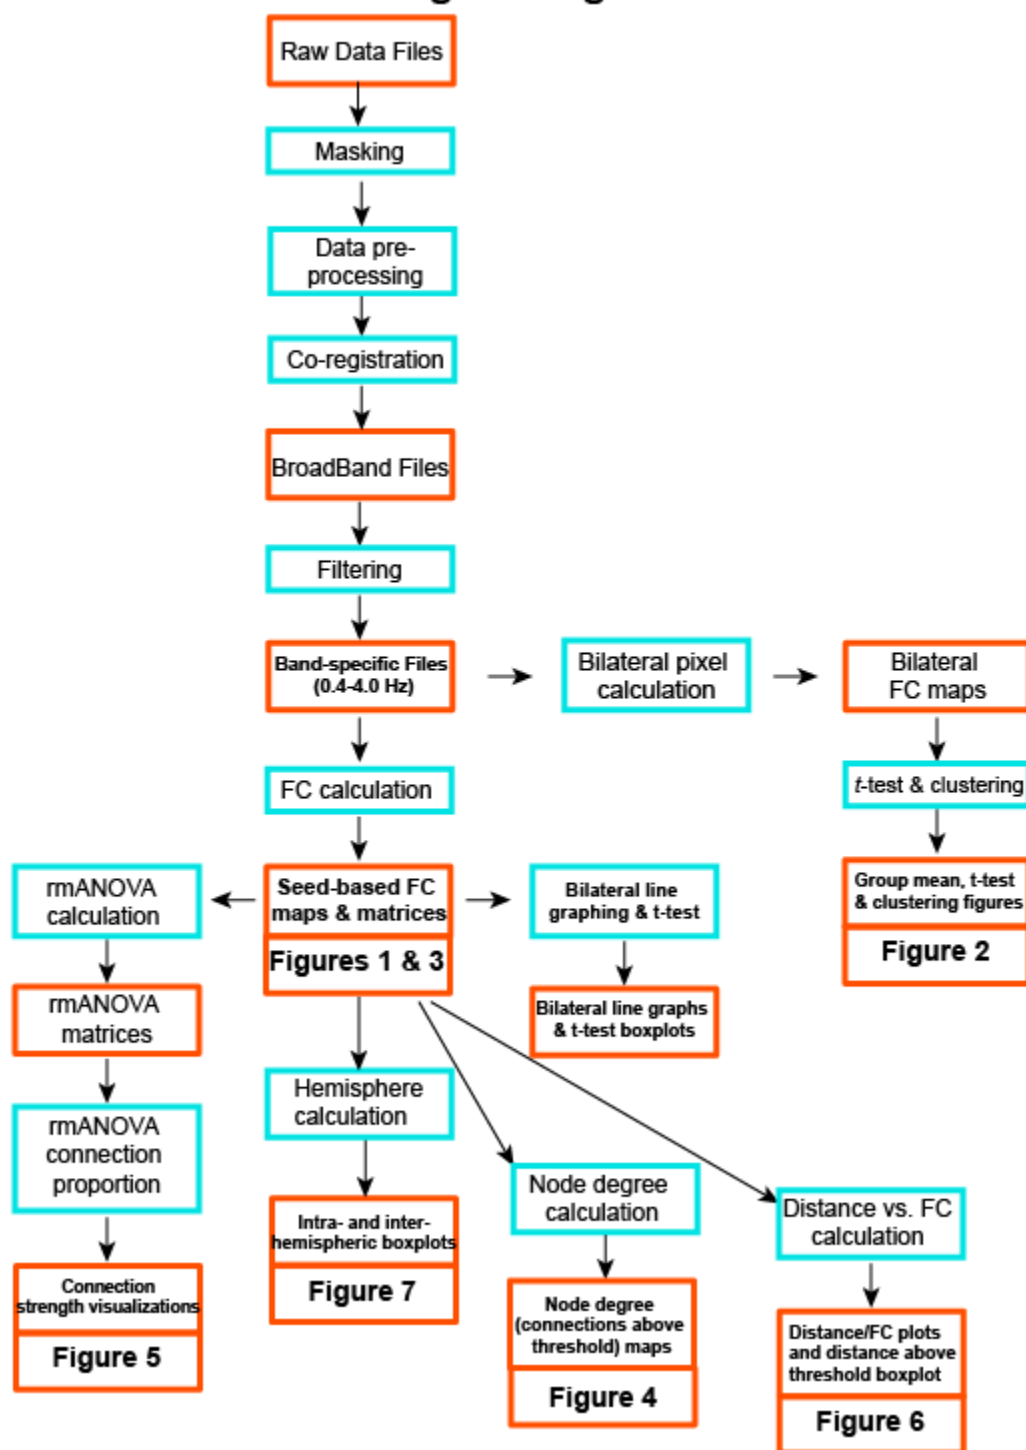 Raw Data Files
Masking
Data pre-
processing
Co-registration
BroadBand Files
Filtering
Band-specific Files
(0.4-4.0 Hz)
Bilateral pixel
calculation
Bilateral
FC maps
FC calculation
t-test & clustering
rmANOVA
calculation
Seed-based FC
maps & matrices
Figures 1 & 3
Bilateral line
graphing & t-test
Group mean, t-test
& clustering figures
Figure 2
rmANOVA
matrices
Bilateral line graphs
& t-test boxplots
Hemisphere
calculation
rmANOVA
connection
proportion
Node degree
calculation
Distance vs. FC
calculation
Intra- and inter-
hemispheric boxplots
Figure 7
Connection
strength visualizations
Figure 5
Node degree
(connections above
threshold) maps
Figure 4
Distance/FC plots
and distance above
threshold boxplot
Figure 6